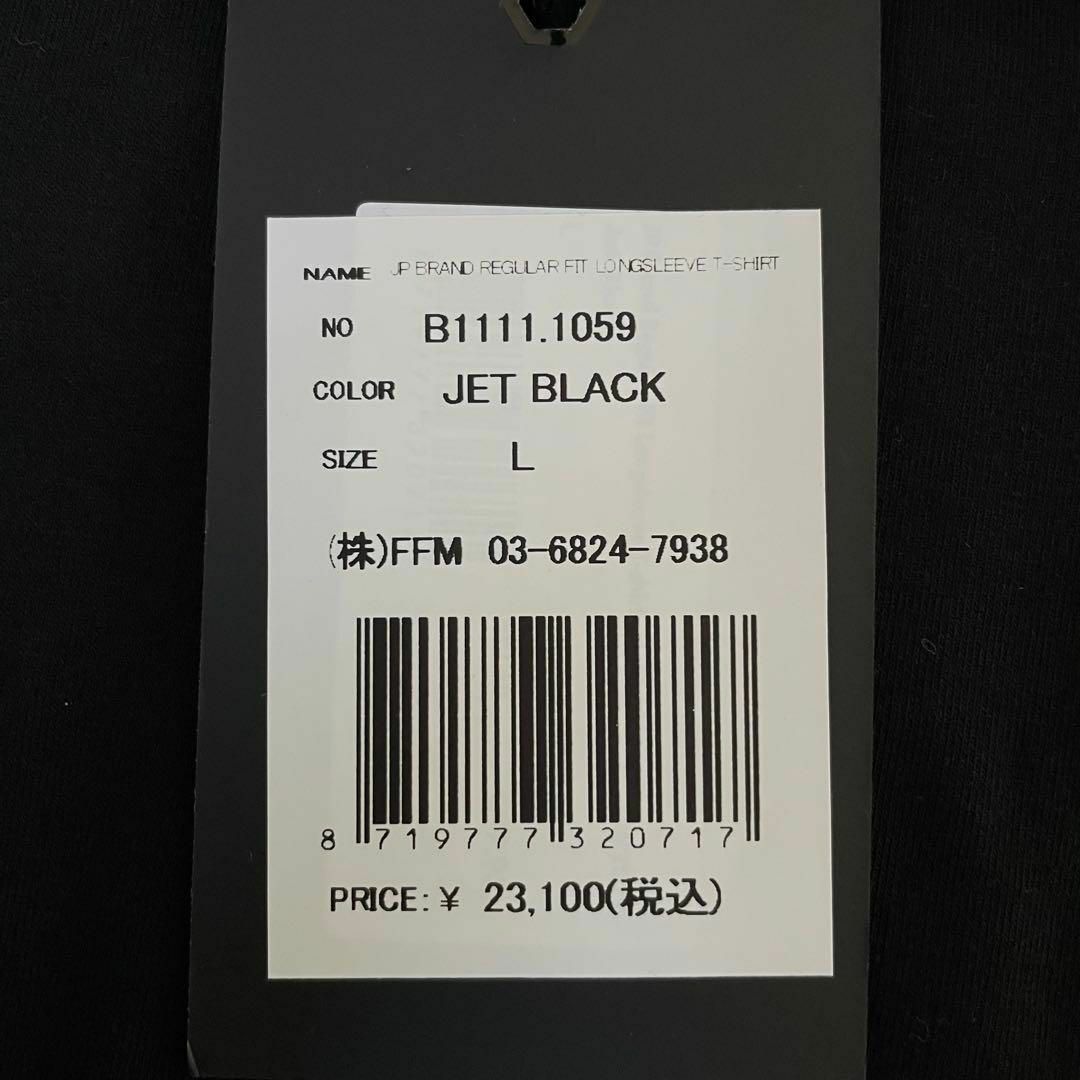 NAME JP BRAND REGULAR FIT LONGSLEEVE T-SHIRT
NO B1111.1059
COLOR JET BLACK
SIZE L
(株)FFM 03-6824-7938
8 719777 320717
PRICE:¥ 23,100(税込)